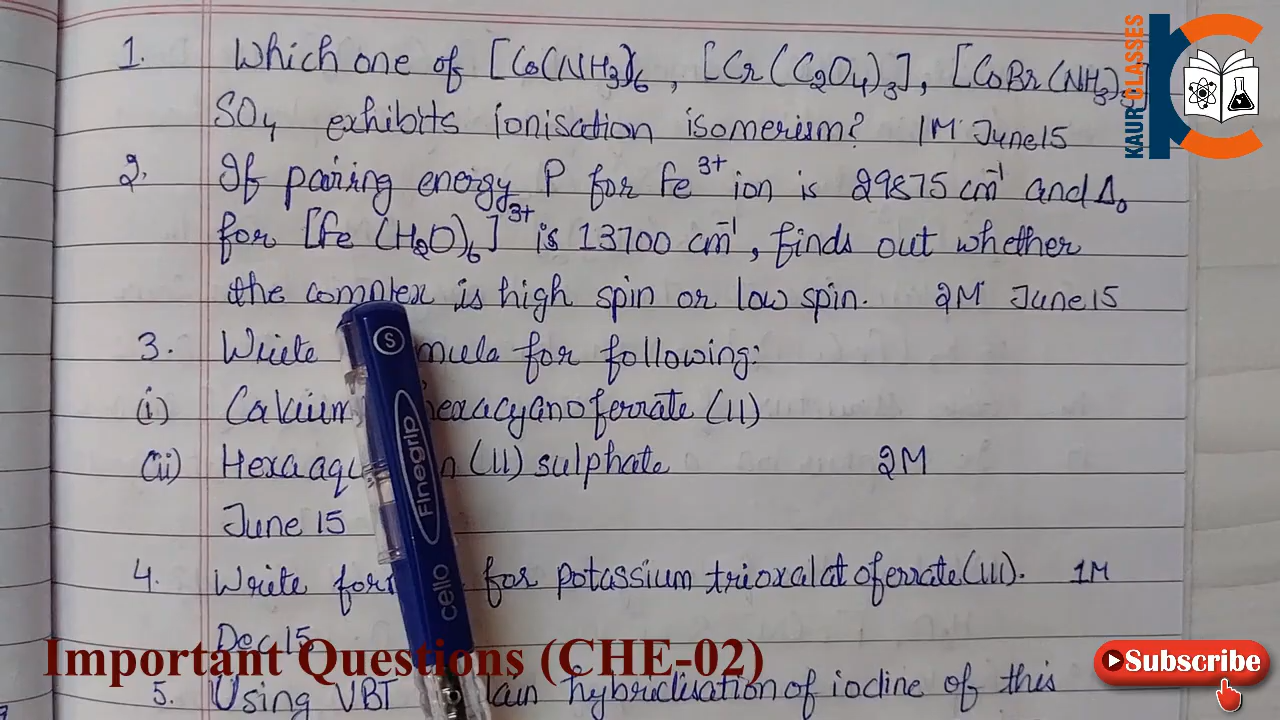 1. Which one of [Co(NH3)6, [Cr(C2O4)3], [CoBr(NH3)5]
SO4 exhibits ionisation isomerism? 1M June 15
2. If pairing energy P for Fe3+ ion is 29875 cm-1 and Δo
for [Fe (H2O)6]3+ is 13700 cm-1, finds out whether
the complex is high spin or low spin. 2M June 15
3. Write mula for following:
(i) Calcium hexacyanoferrate (II)
(ii) Hexaaqu n (II) sulphate 2M
June 15
4. Write for for potassium trioxalatoferrate (III). 1M
Dec 15
5. Using VBT lain hybridisation of iodine of this
KAUR CLASSES
S
Finegrip
cello
Important Questions (CHE-02)
Subscribe